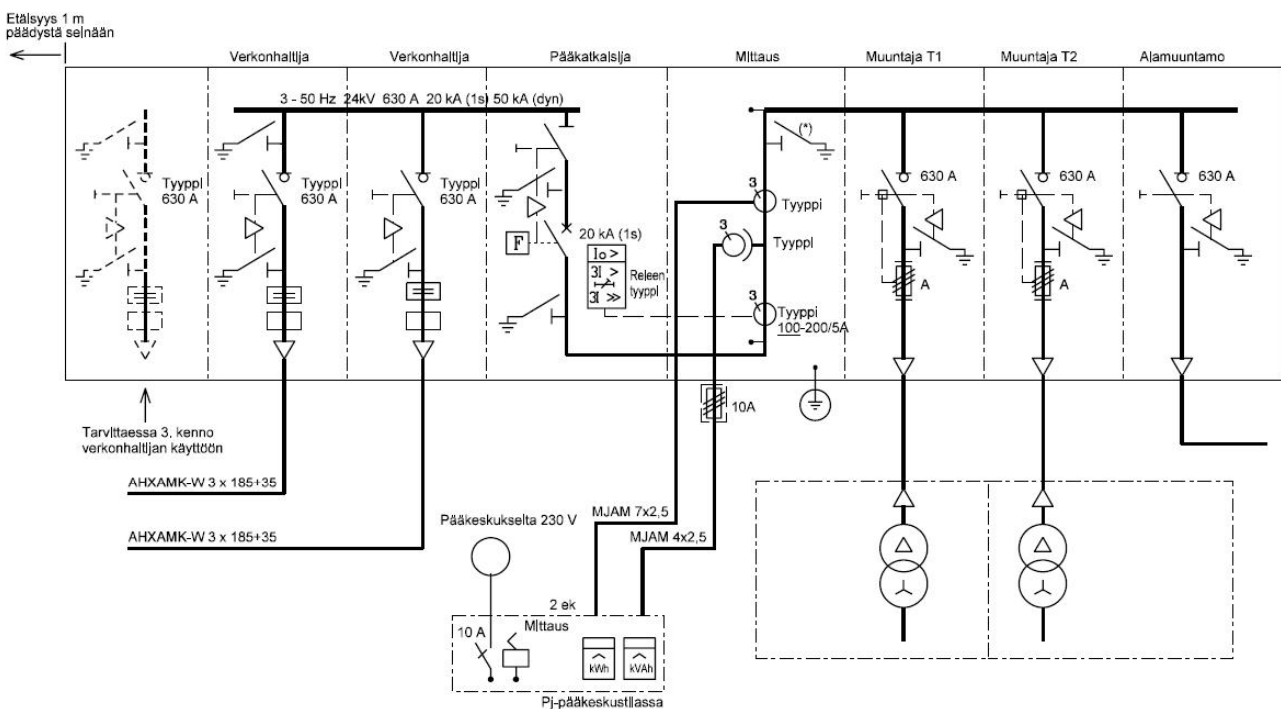 Etälsyys 1 m
päädystä seinään
Verkonhaltija
Verkonhaltija
Pääkatkaisija
Mittaus
Muuntaja T1
Muuntaja T2
Alamuuntamo
3 - 50 Hz 24kV 630 A 20 kA (1s) 50 kA (dyn)
(*)
Tyyppi
630 A
Tyyppi
630 A
Tyyppi
630 A
630 A
630 A
630 A
3
Tyyppi
F
20 kA (1s)
Io >
3I >
3I >>
Releen
tyyppi
3
Tyyppi
3
Tyyppi
100-200/5A
A
A
10A
Tarvittaessa 3. kenno
verkonhaltijan käyttöön
AHXAMK-W 3 x 185+35
AHXAMK-W 3 x 185+35
Pääkeskukselta 230 V
MJAM 7x2,5
MJAM 4x2,5
2 ek
10 A
Mittaus
kWh
kVAh
Pj-pääkeskustilassa